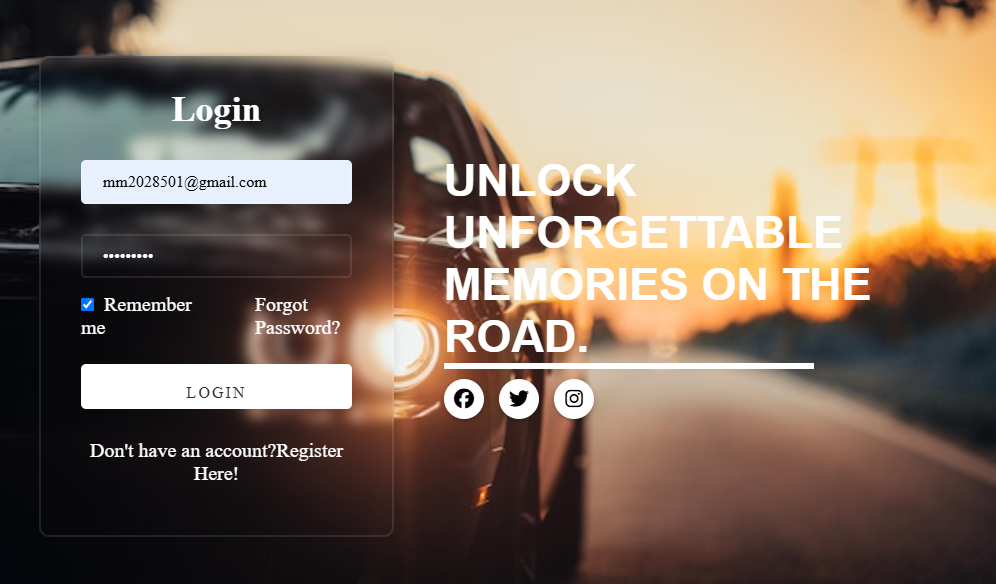 Login
mm2028501@gmail.com
•••••••••
Remember
me
Forgot
Password?
LOGIN
Don't have an account?Register
Here!
UNLOCK
UNFORGETTABLE
MEMORIES ON THE
ROAD.